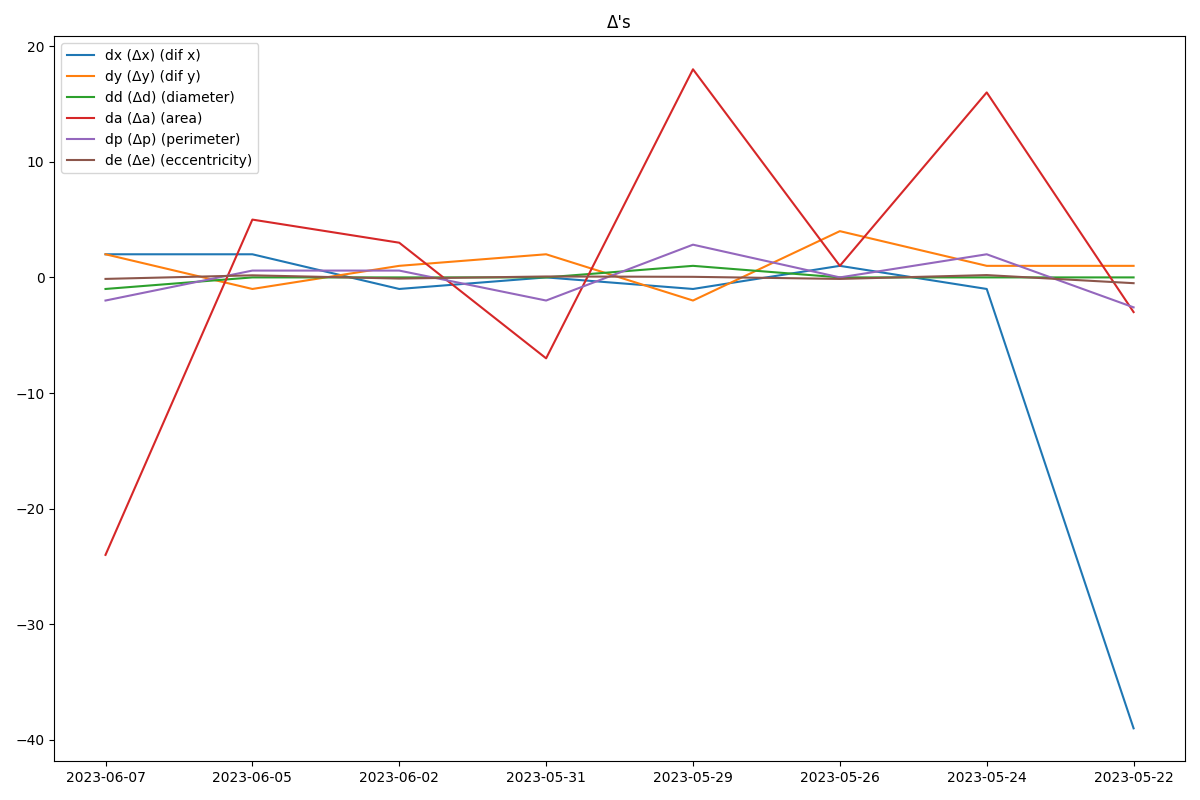 Δ's
dx (Δx) (dif x)
dy (Δy) (dif y)
dd (Δd) (diameter)
da (Δa) (area)
dp (Δp) (perimeter)
de (Δe) (eccentricity)
20
10
0
−10
−20
−30
−40
2023-06-07 2023-06-05 2023-06-02 2023-05-31 2023-05-29 2023-05-26 2023-05-24 2023-05-22